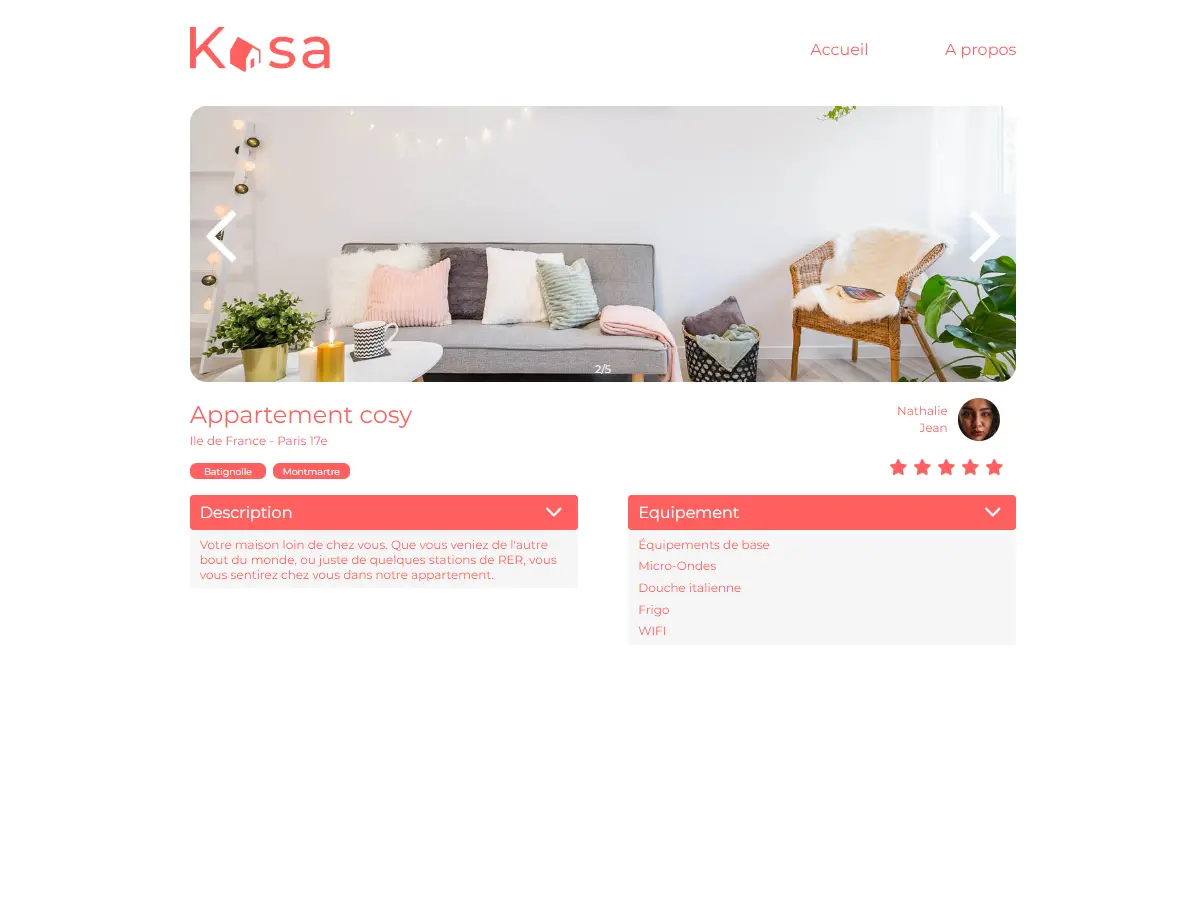 Kasa
Accueil
A propos
2/5
Appartement cosy
Ile de France - Paris 17e
Batignolle
Montmartre
Nathalie
Jean
Description
Votre maison loin de chez vous. Que vous veniez de l'autre
bout du monde, ou juste de quelques stations de RER, vous
vous sentirez chez vous dans notre appartement.
Equipement
Équipements de base
Micro-Ondes
Douche italienne
Frigo
WIFI